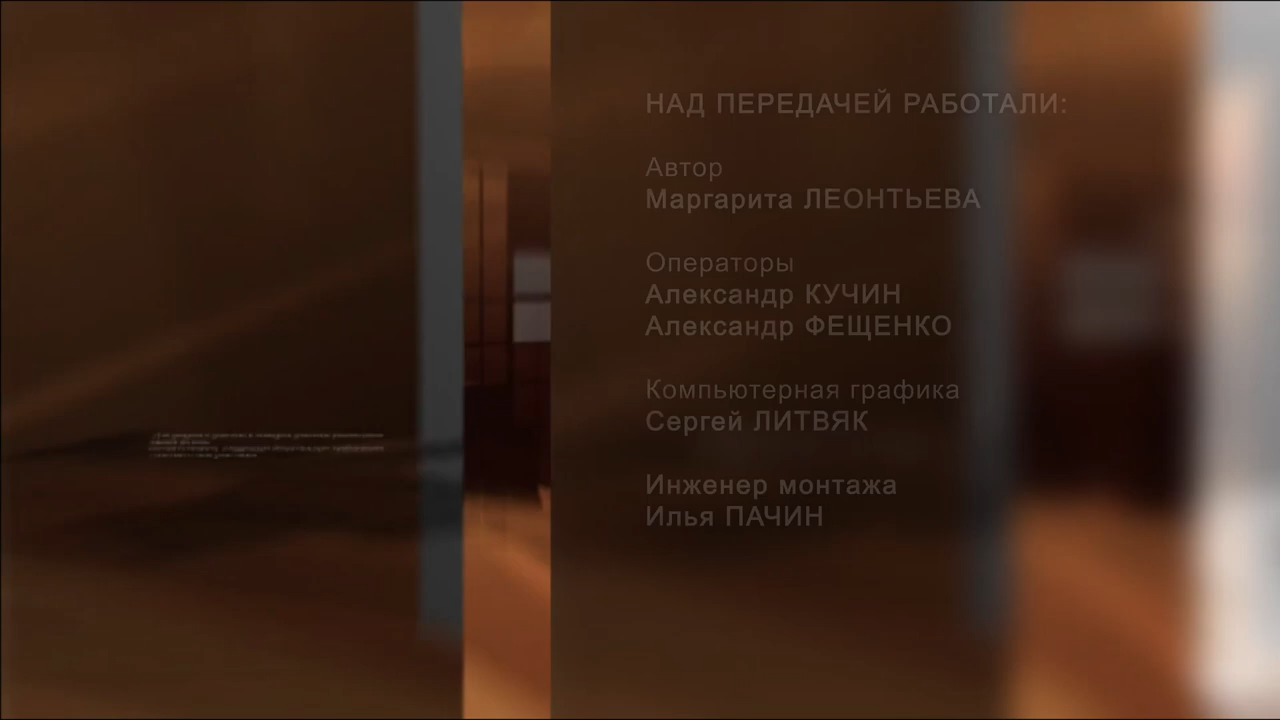 НАД ПЕРЕДАЧЕЙ РАБОТАЛИ:
Автор
Маргарита ЛЕОНТЬЕВА
Операторы
Александр КУЧИН
Александр ФЕЩЕНКО
Компьютерная графика
Сергей ЛИТВЯК
Инженер монтажа
Илья ПАЧИН